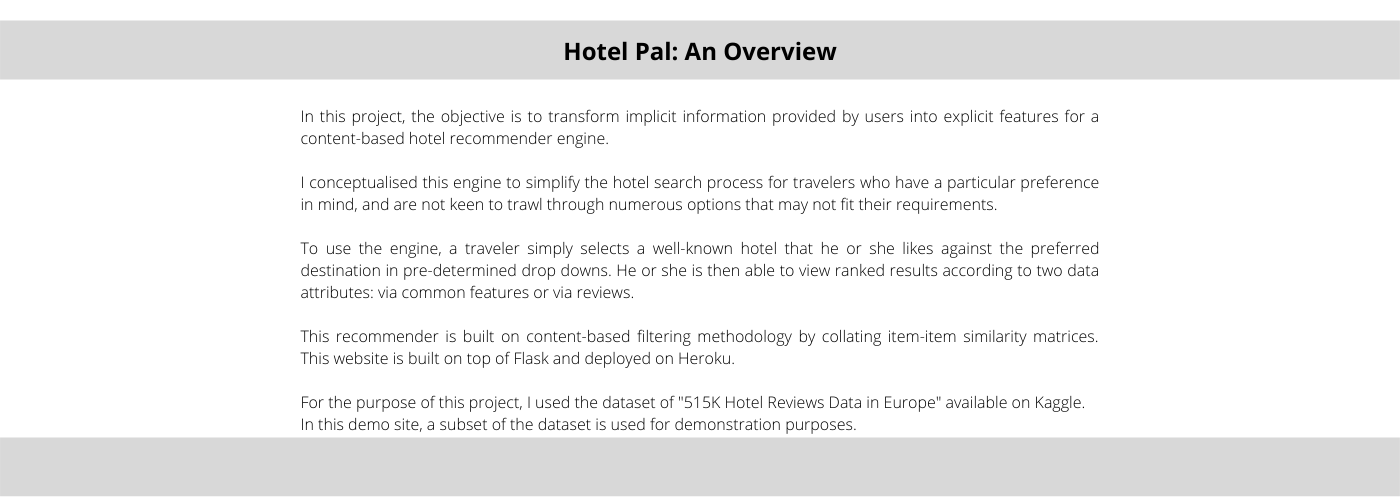 Hotel Pal: An Overview
In this project, the objective is to transform implicit information provided by users into explicit features for a
content-based hotel recommender engine.
I conceptualised this engine to simplify the hotel search process for travelers who have a particular preference
in mind, and are not keen to trawl through numerous options that may not fit their requirements.
To use the engine, a traveler simply selects a well-known hotel that he or she likes against the preferred
destination in pre-determined drop downs. He or she is then able to view ranked results according to two data
attributes: via common features or via reviews.
This recommender is built on content-based filtering methodology by collating item-item similarity matrices.
This website is built on top of Flask and deployed on Heroku.
For the purpose of this project, I used the dataset of "515K Hotel Reviews Data in Europe" available on Kaggle.
In this demo site, a subset of the dataset is used for demonstration purposes.